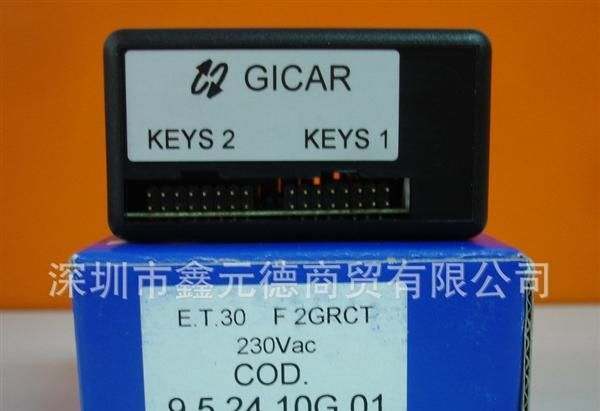 GICAR
KEYS 2 KEYS 1
深圳市鑫元德商贸有限公司
E.T.30 F 2GRCT
230Vac
COD.
9.5.24.10G.01